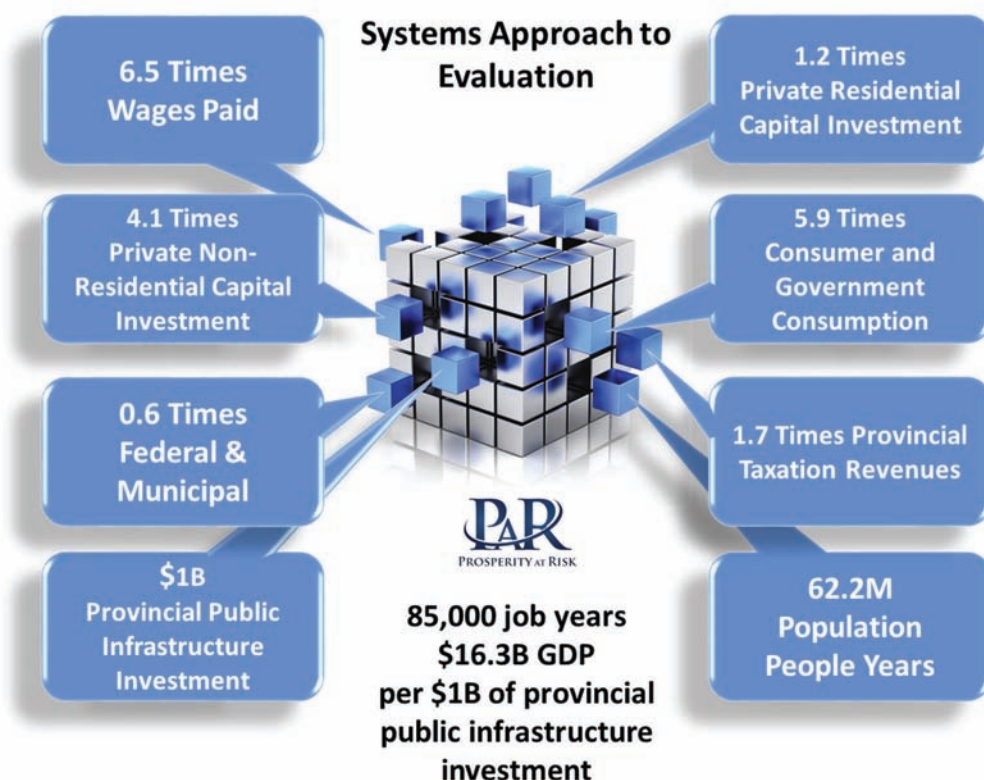 Systems Approach to
Evaluation
6.5 Times
Wages Paid
1.2 Times
Private Residential
Capital Investment
4.1 Times
Private Non-
Residential Capital
Investment
5.9 Times
Consumer and
Government
Consumption
0.6 Times
Federal &
Municipal
1.7 Times Provincial
Taxation Revenues
$1B
Provincial Public
Infrastructure
Investment
62.2M
Population
People Years
PAR
PROSPERITY AT RISK
85,000 job years
$16.3B GDP
per $1B of provincial
public infrastructure
investment